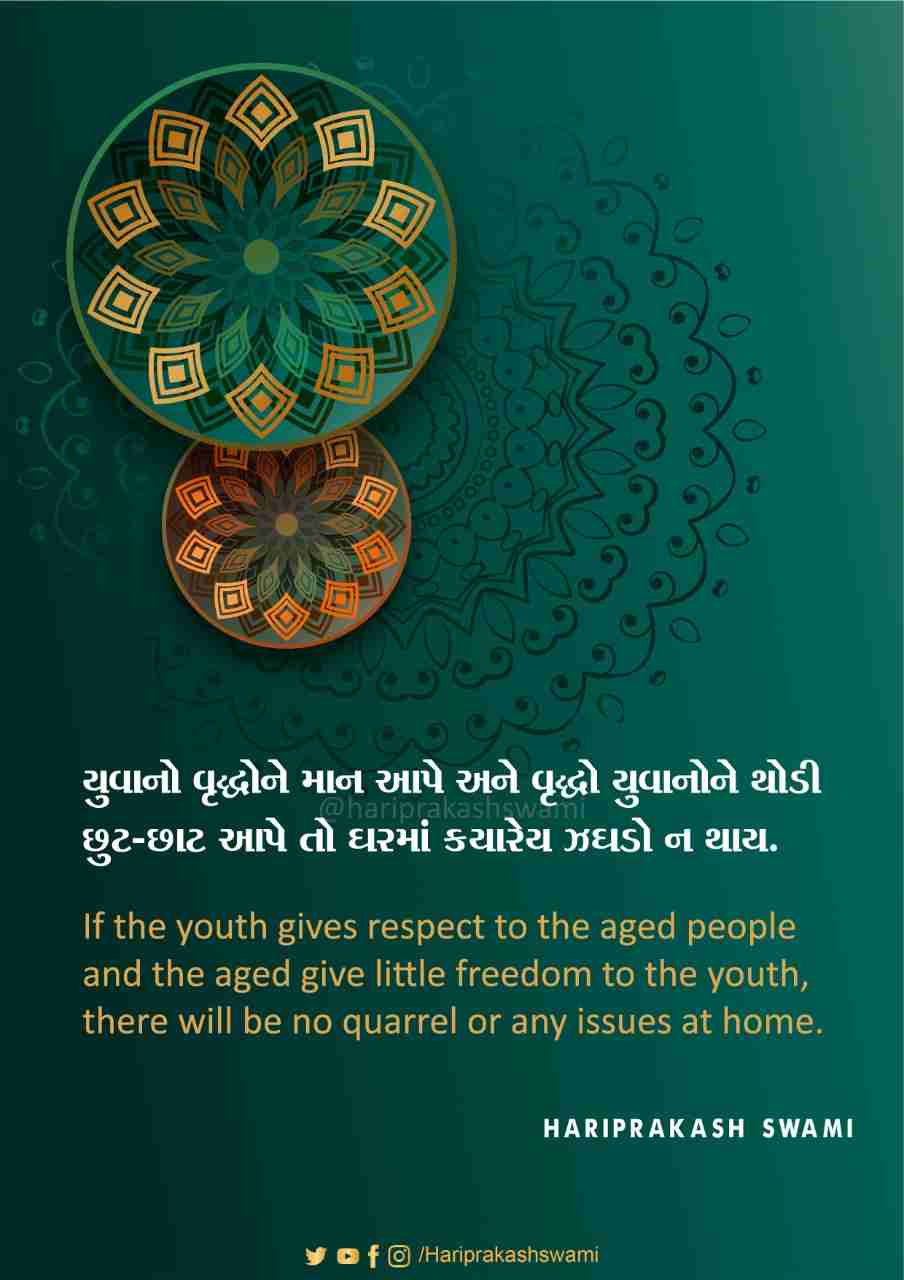 યુવાનો વૃદ્ધોને માન આપે અને વૃદ્ધો યુવાનોને થોડી
@hariprakashswami
છુટ-છાટ આપે તો ઘરમાં કયારેય ઝઘડો ન થાય.
If the youth gives respect to the aged people
and the aged give little freedom to the youth,
there will be no quarrel or any issues at home.
HARIPRAKASH SWAMI
/Hariprakashswami